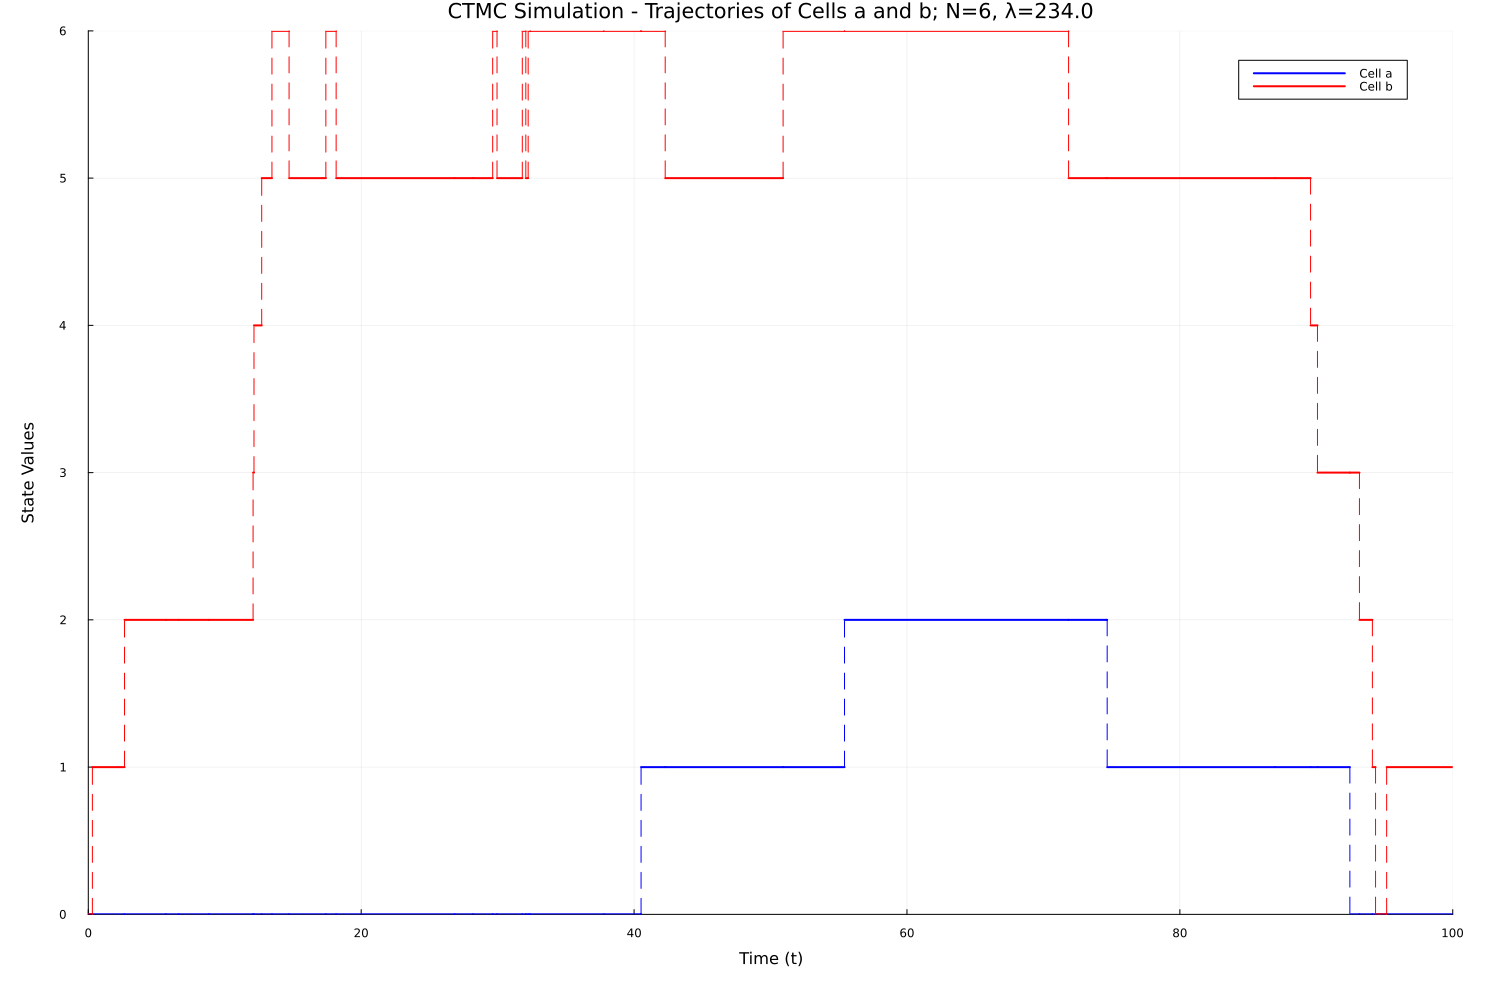 CTMC Simulation - Trajectories of Cells a and b; N=6, λ=234.0
Cell a
Cell b
6
5
4
3
2
1
0
State Values
0 20 40 60 80 100
Time (t)